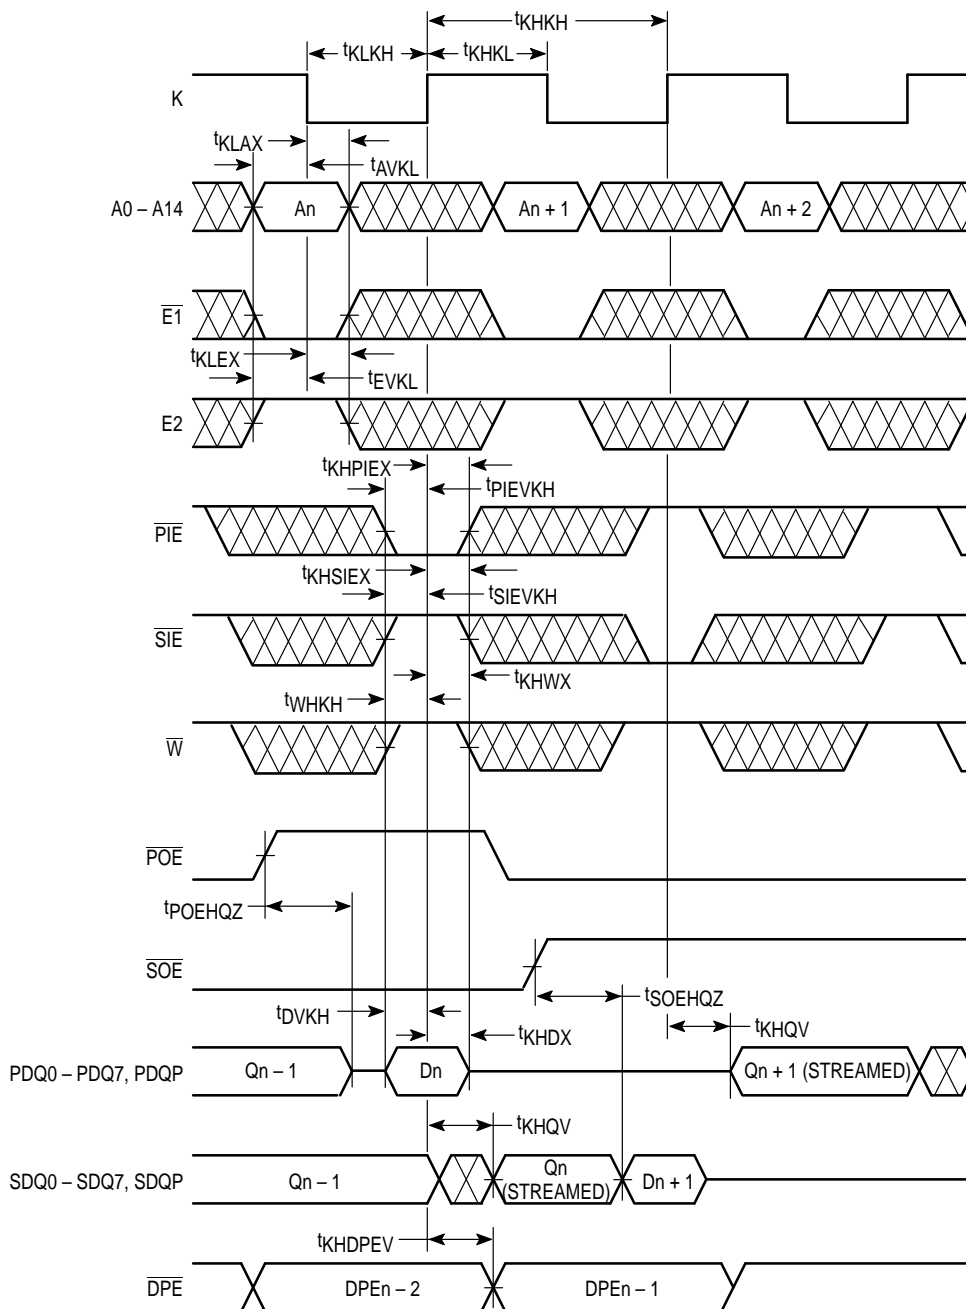 tKHKH
tKLKH tKHKL
K
tKLAX
tAVKL
A0 – A14 An An + 1 An + 2
E1
tKLEX
tEVKL
E2
tKHPIEX
tPIEVKH
PIE
tKHSIEX
tSIEVKH
SIE
tKHWX
tWHKH
W
POE
tPOEHQZ
SOE
tSOEHQZ
tDVKH
tKHDX
tKHQV
PDQ0 – PDQ7, PDQP Qn – 1 Dn Qn + 1 (STREAMED)
tKHQV
SDQ0 – SDQ7, SDQP Qn – 1 Qn
(STREAMED) Dn + 1
tKHDPEV
DPE DPEn – 2 DPEn – 1